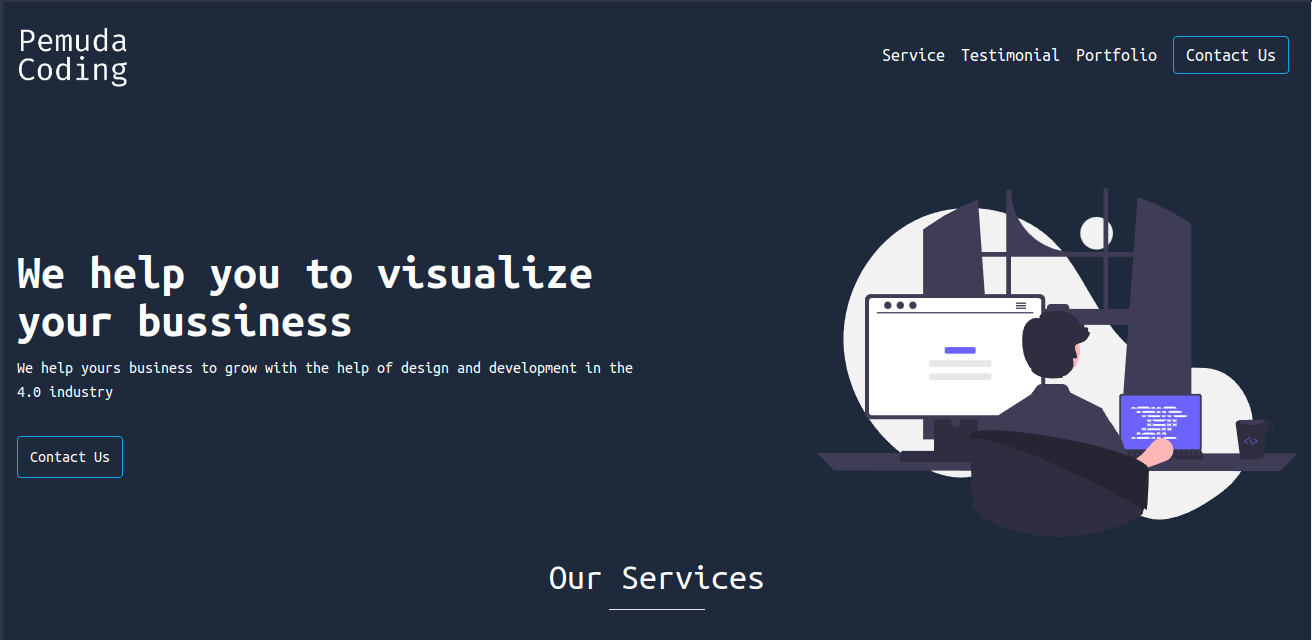 Pemuda
Coding
Service Testimonial Portfolio Contact Us
We help you to visualize
your bussiness
We help yours business to grow with the help of design and development in the
4.0 industry
Contact Us
</>
Our Services